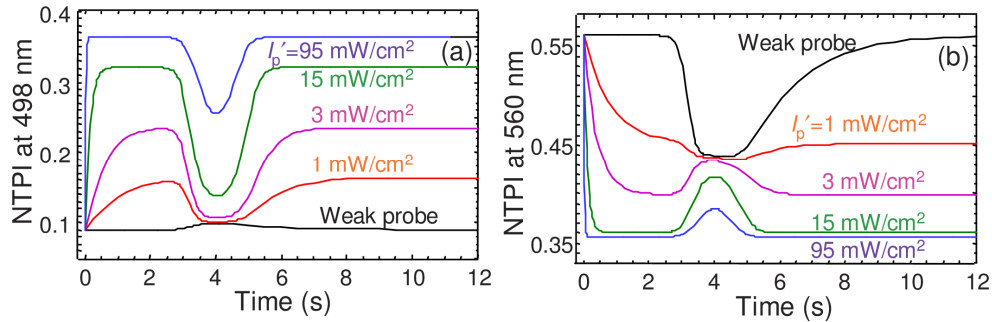 NTPI at 498 nm
0.4
0.3
0.2
0.1
(a)
Iₚ′=95 mW/cm²
15 mW/cm²
3 mW/cm²
1 mW/cm²
Weak probe
0 2 4 6 8 10 12
Time (s)
NTPI at 560 nm
0.55
0.45
0.35
Weak probe
(b)
Iₚ′=1 mW/cm²
3 mW/cm²
15 mW/cm²
95 mW/cm²
0 2 4 6 8 10 12
Time (s)